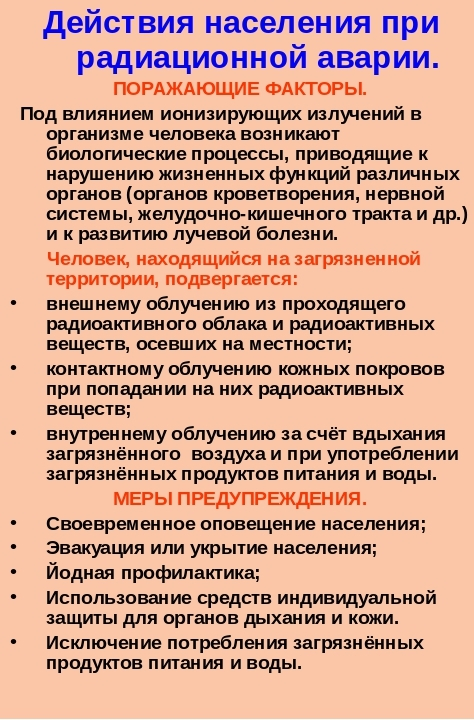 Действия населения при
радиационной аварии.
ПОРАЖАЮЩИЕ ФАКТОРЫ.
Под влиянием ионизирующих излучений в
организме человека возникают
биологические процессы, приводящие к
нарушению жизненных функций различных
органов (органов кроветворения, нервной
системы, желудочно-кишечного тракта и др.)
и к развитию лучевой болезни.
Человек, находящийся на загрязненной
территории, подвергается:
• внешнему облучению из проходящего
радиоактивного облака и радиоактивных
веществ, осевших на местности;
• контактному облучению кожных покровов
при попадании на них радиоактивных
веществ;
• внутреннему облучению за счёт вдыхания
загрязнённого воздуха и при употреблении
загрязнённых продуктов питания и воды.
МЕРЫ ПРЕДУПРЕЖДЕНИЯ.
• Своевременное оповещение населения;
• Эвакуация или укрытие населения;
• Йодная профилактика;
• Использование средств индивидуальной
защиты для органов дыхания и кожи.
• Исключение потребления загрязнённых
продуктов питания и воды.